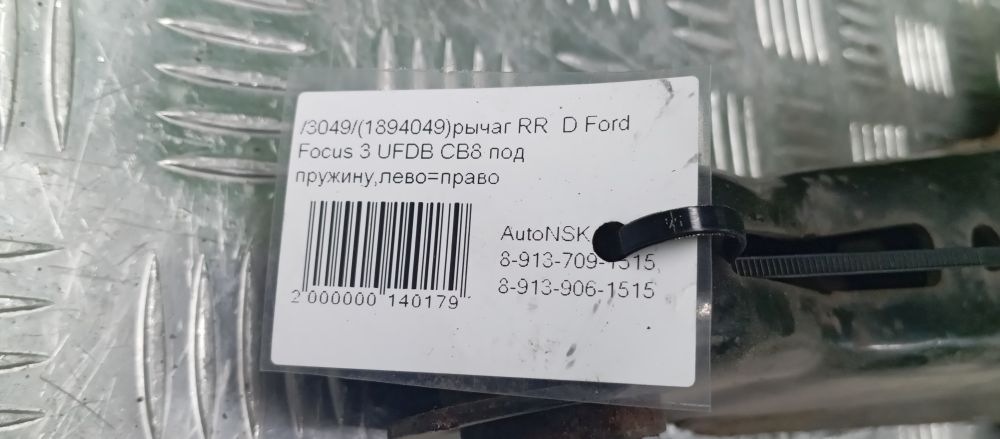 /3049/(1894049)рычаг RR D Ford
Focus 3 UFDB CB8 под
пружину,лево=право
AutoNSK
8-913-709-1515,
8-913-906-1515
2 000000 140179